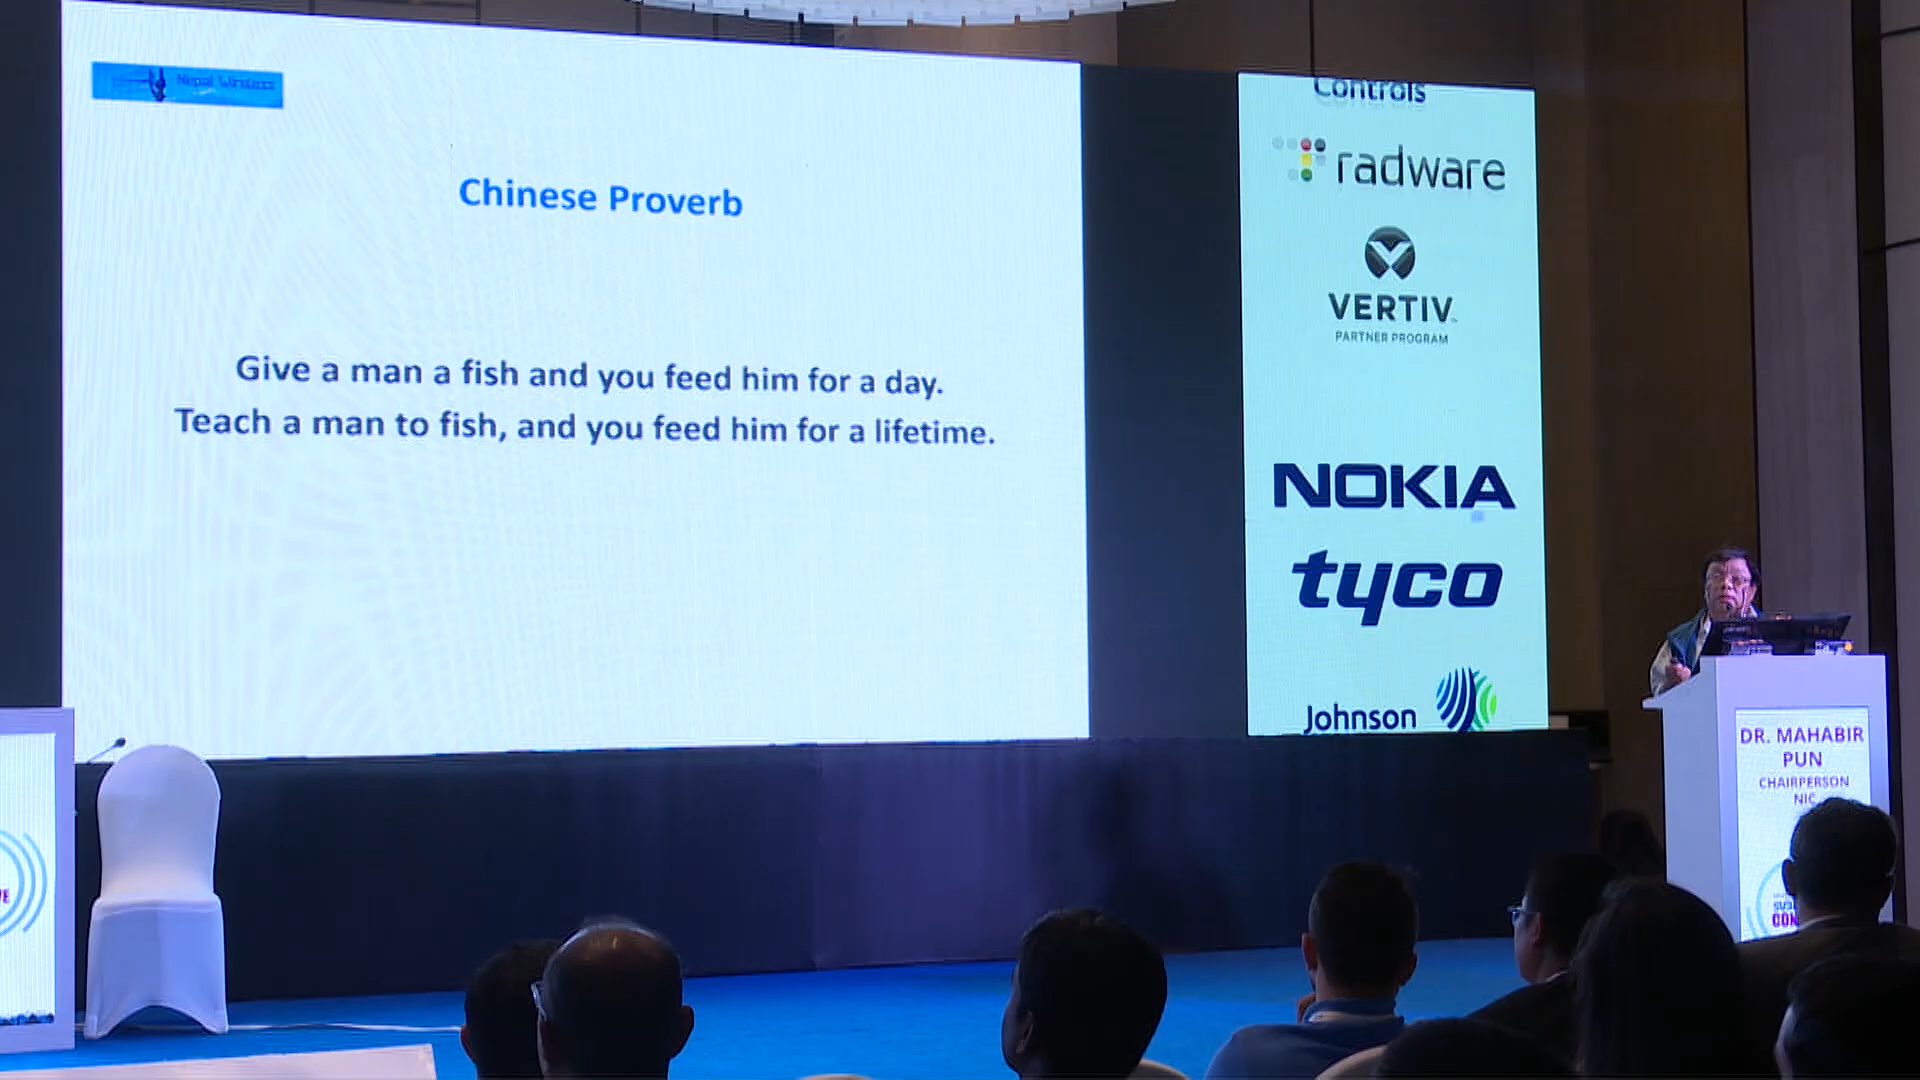 Nepal Wireless
Chinese Proverb
Give a man a fish and you feed him for a day.
Teach a man to fish, and you feed him for a lifetime.
Controls
radware
VERTIV
PARTNER PROGRAM
NOKIA
tyco
Johnson
DR. MAHABIR
PUN
CHAIRPERSON
NIC